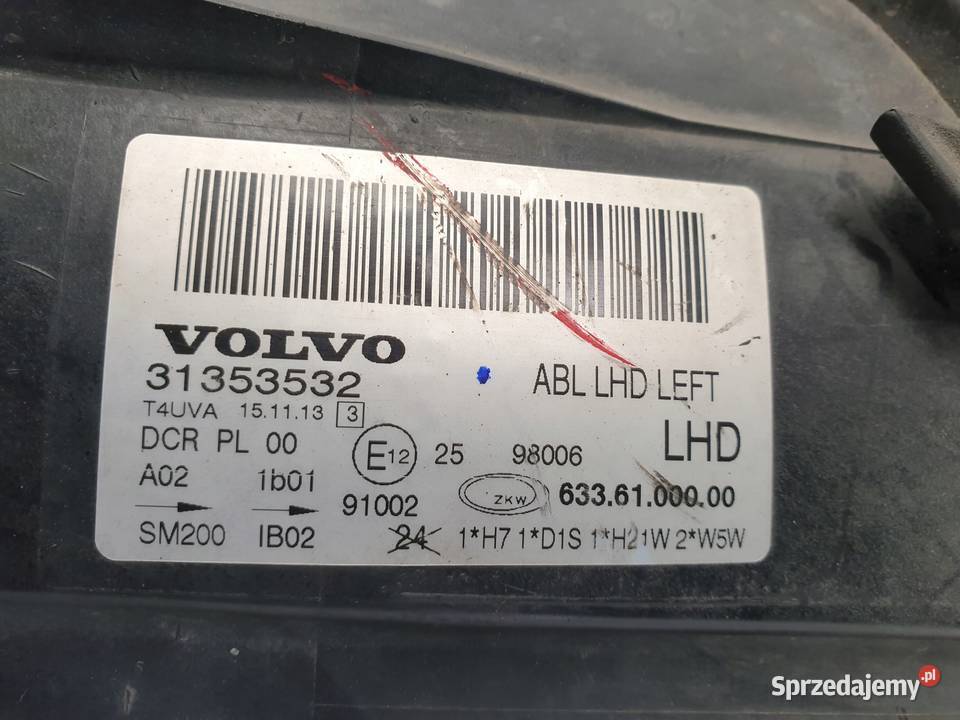 VOLVO
31353532
ABL LHD LEFT
T4UVA 15.11.13 3
LHD
DCR PL 00
E12 25 98006
A02 1b01
91002 ZKW 633.61.000.00
SM200 IB02 24 1*H7 1*D1S 1*H21W 2*W5W
Sprzedajemy.pl